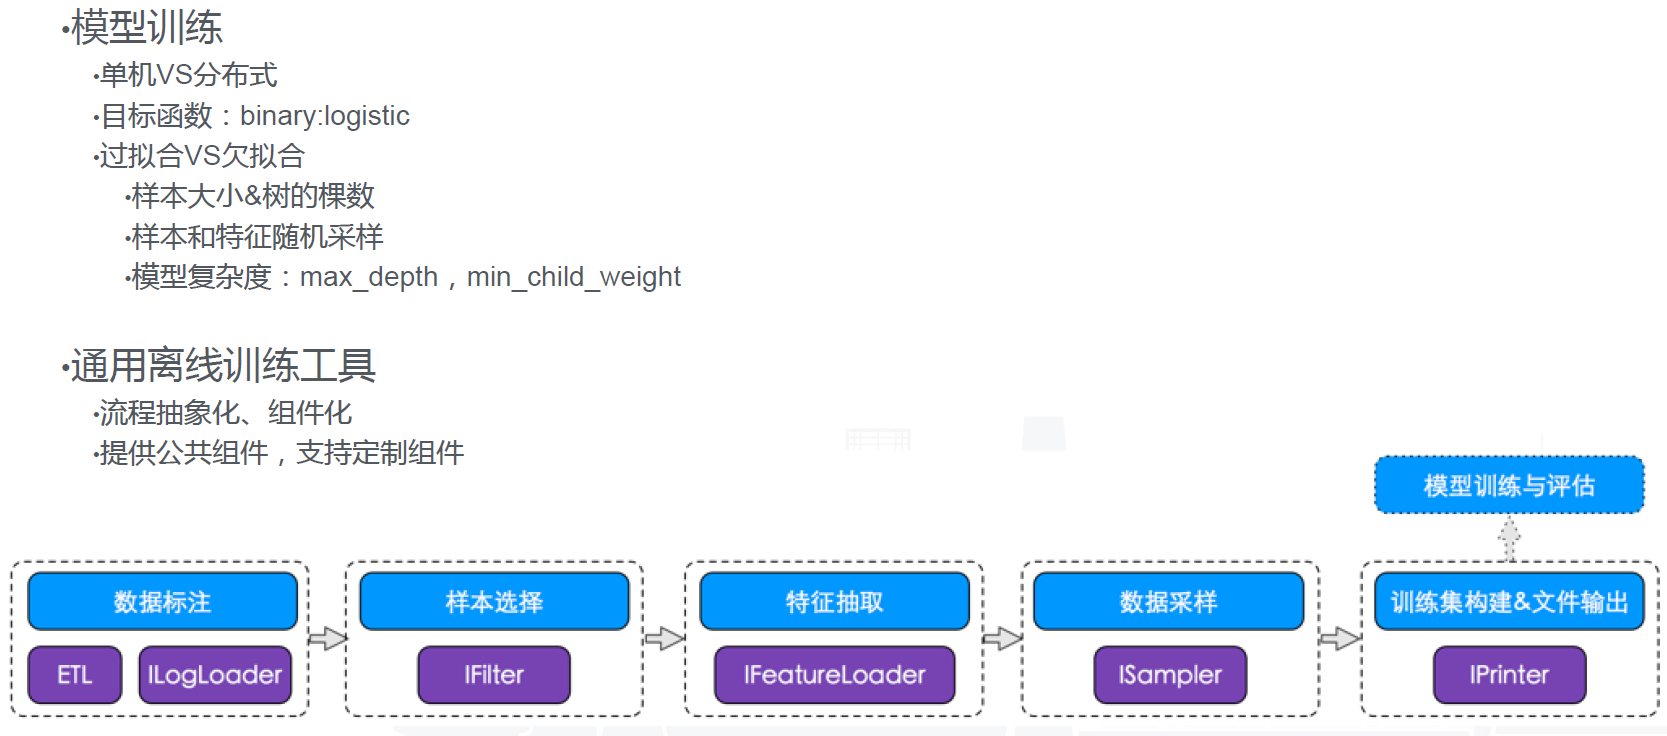 •模型训练
•单机VS分布式
•目标函数：binary:logistic
•过拟合VS欠拟合
•样本大小&树的棵数
•样本和特征随机采样
•模型复杂度：max_depth，min_child_weight
•通用离线训练工具
•流程抽象化、组件化
•提供公共组件，支持定制组件
模型训练与评估
数据标注
样本选择
特征抽取
数据采样
训练集构建&文件输出
ETL
ILogLoader
IFilter
IFeatureLoader
ISampler
IPrinter